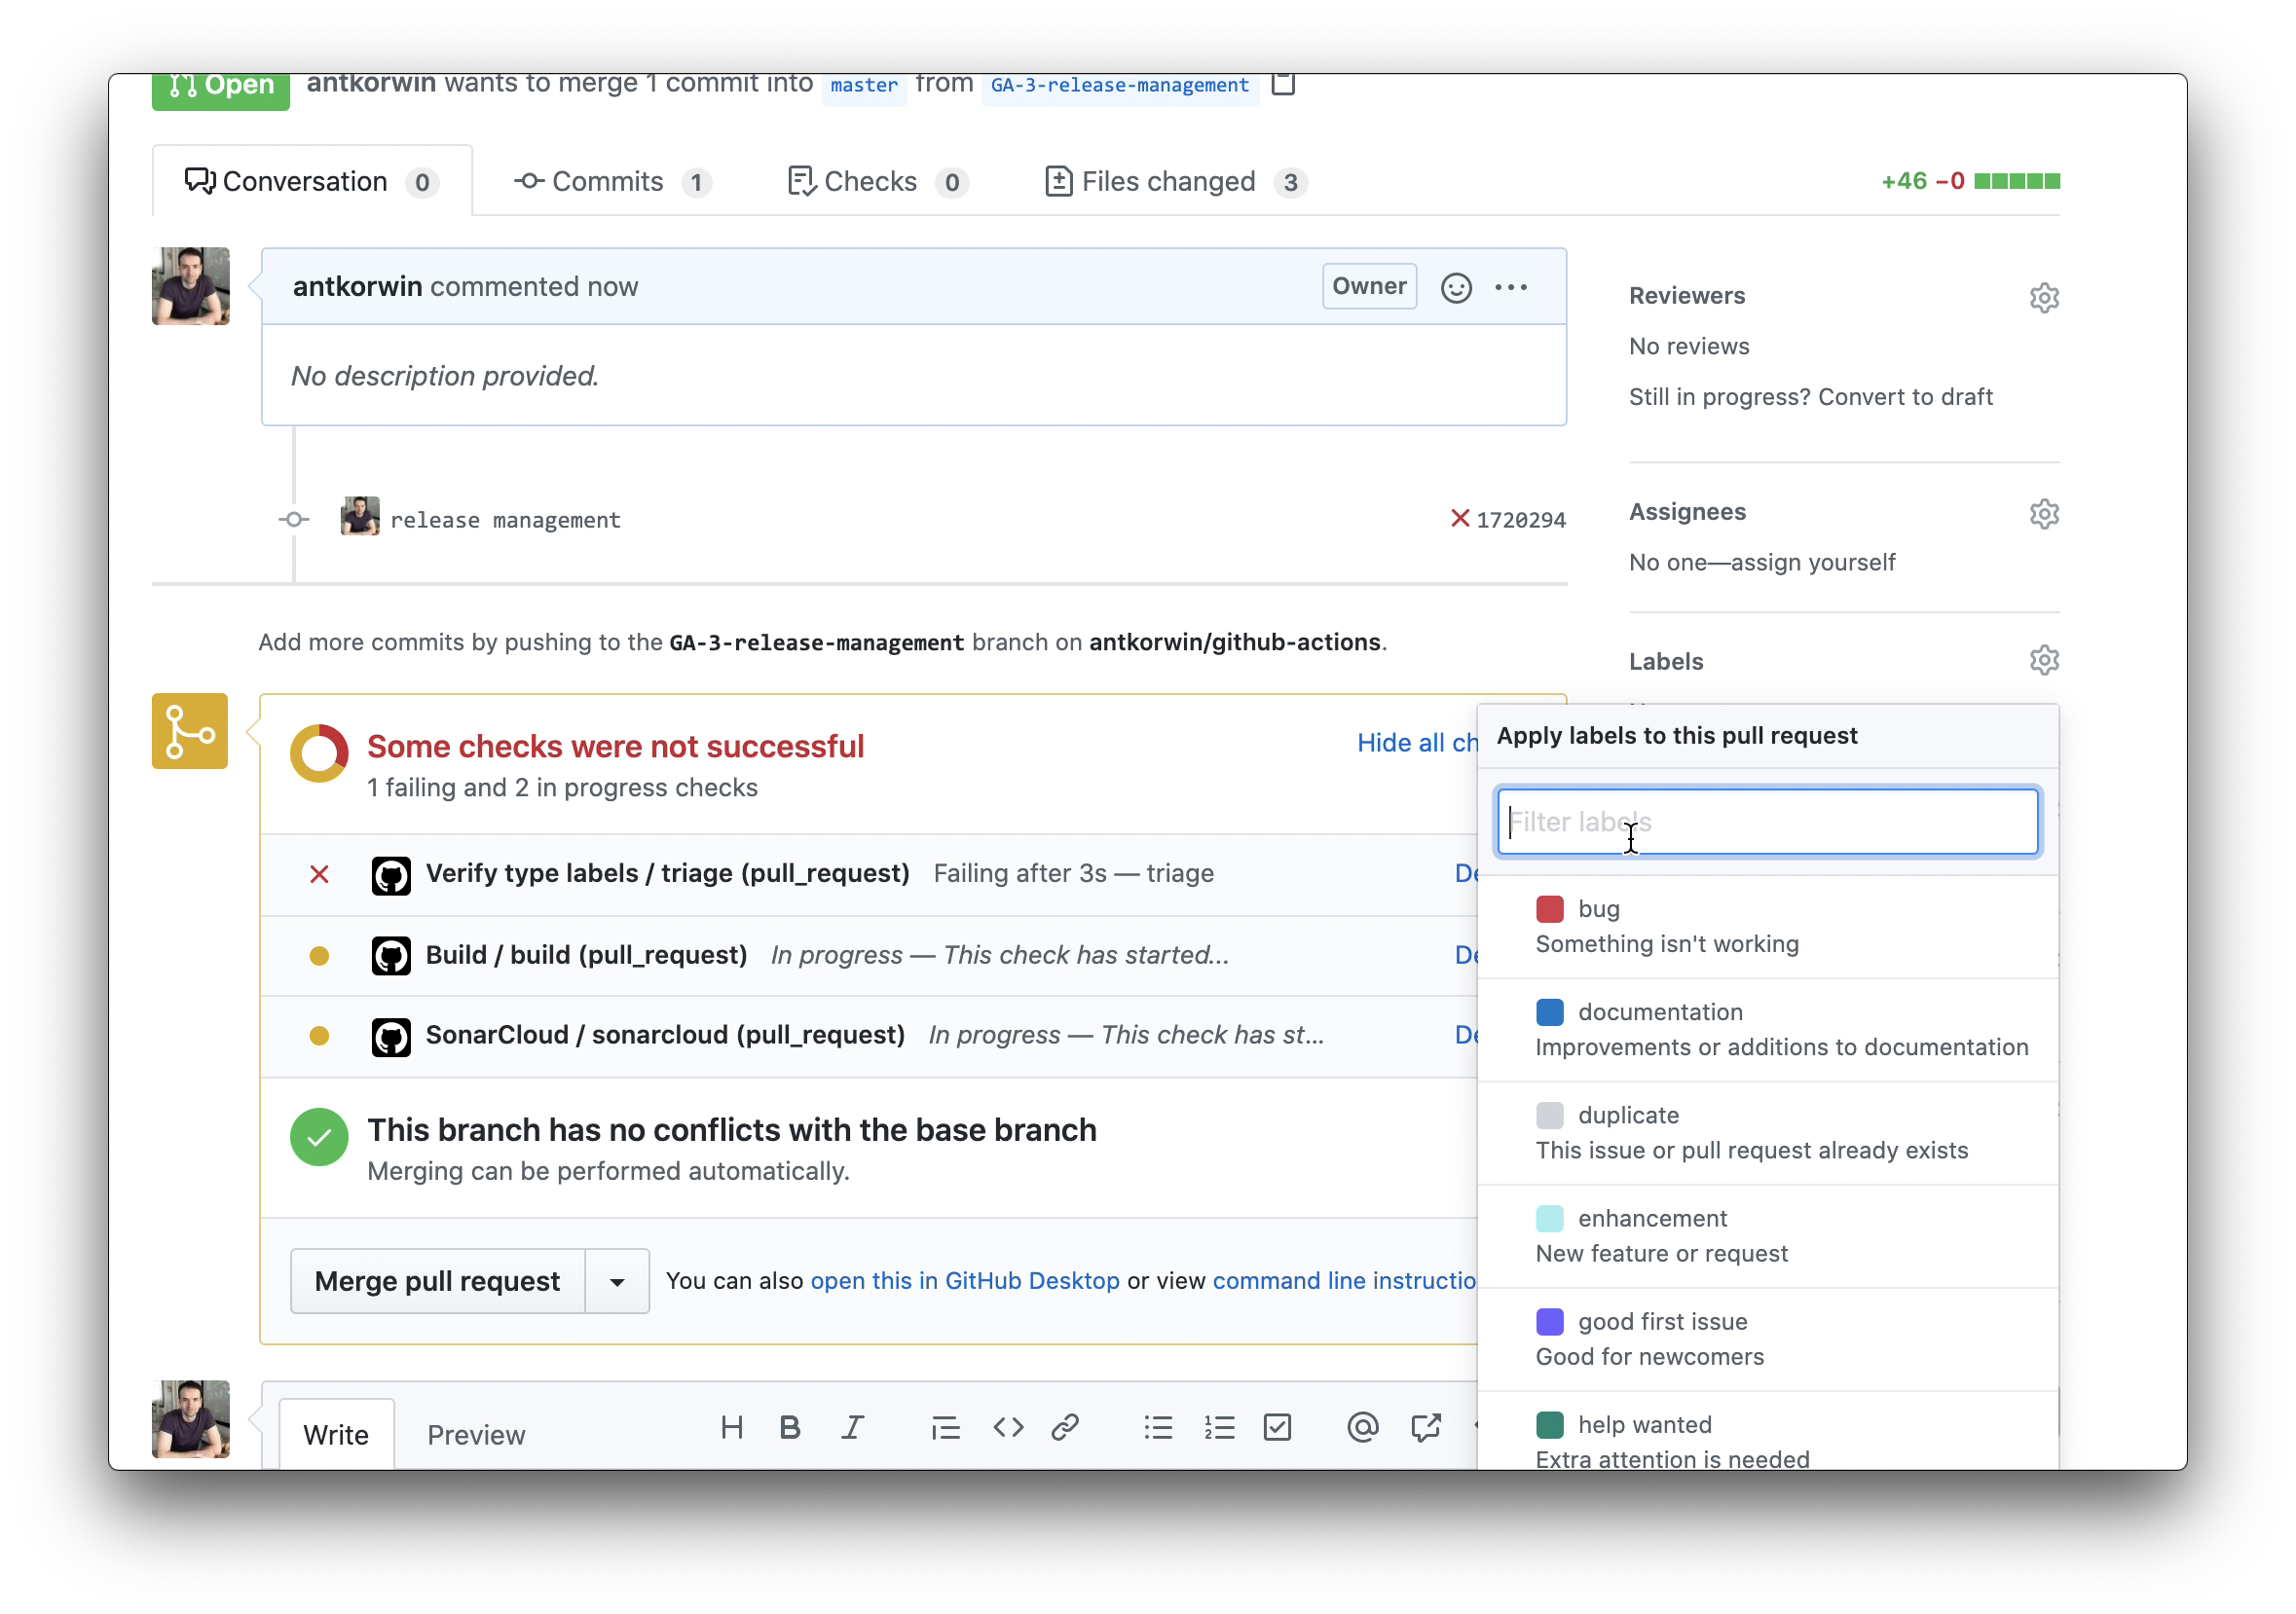 Open antkorwin wants to merge 1 commit into master from GA-3-release-management
Conversation 0 Commits 1 Checks 0 Files changed 3 +46 −0
antkorwin commented now Owner
No description provided.
release management 1720294
Add more commits by pushing to the GA-3-release-management branch on antkorwin/github-actions.
Some checks were not successful
1 failing and 2 in progress checks
Hide all ch
Verify type labels / triage (pull_request) Failing after 3s — triage De
Build / build (pull_request) In progress — This check has started... De
SonarCloud / sonarcloud (pull_request) In progress — This check has st... De
This branch has no conflicts with the base branch
Merging can be performed automatically.
Merge pull request You can also open this in GitHub Desktop or view command line instructio
Write Preview
Reviewers
No reviews
Still in progress? Convert to draft
Assignees
No one—assign yourself
Labels
Apply labels to this pull request
Filter labels
bug
Something isn't working
documentation
Improvements or additions to documentation
duplicate
This issue or pull request already exists
enhancement
New feature or request
good first issue
Good for newcomers
help wanted
Extra attention is needed